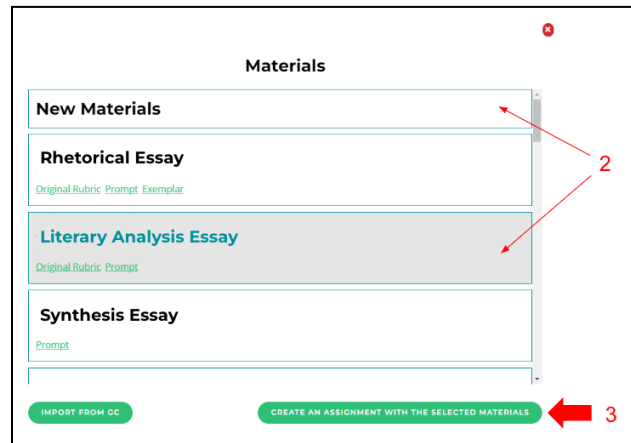 Materials
New Materials
2
Rhetorical Essay
Original Rubric Prompt Exemplar
Literary Analysis Essay
Original Rubric Prompt
Synthesis Essay
Prompt
IMPORT FROM GC
CREATE AN ASSIGNMENT WITH THE SELECTED MATERIALS
3